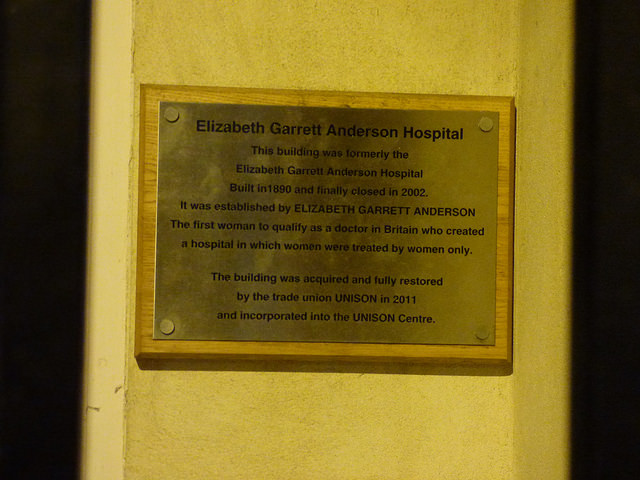 Elizabeth Garrett Anderson Hospital
This building was formerly the
Elizabeth Garrett Anderson Hospital
Built in1890 and finally closed in 2002.
It was established by ELIZABETH GARRETT ANDERSON
The first woman to qualify as a doctor in Britain who created
a hospital in which women were treated by women only.
The building was acquired and fully restored
by the trade union UNISON in 2011
and incorporated into the UNISON Centre.